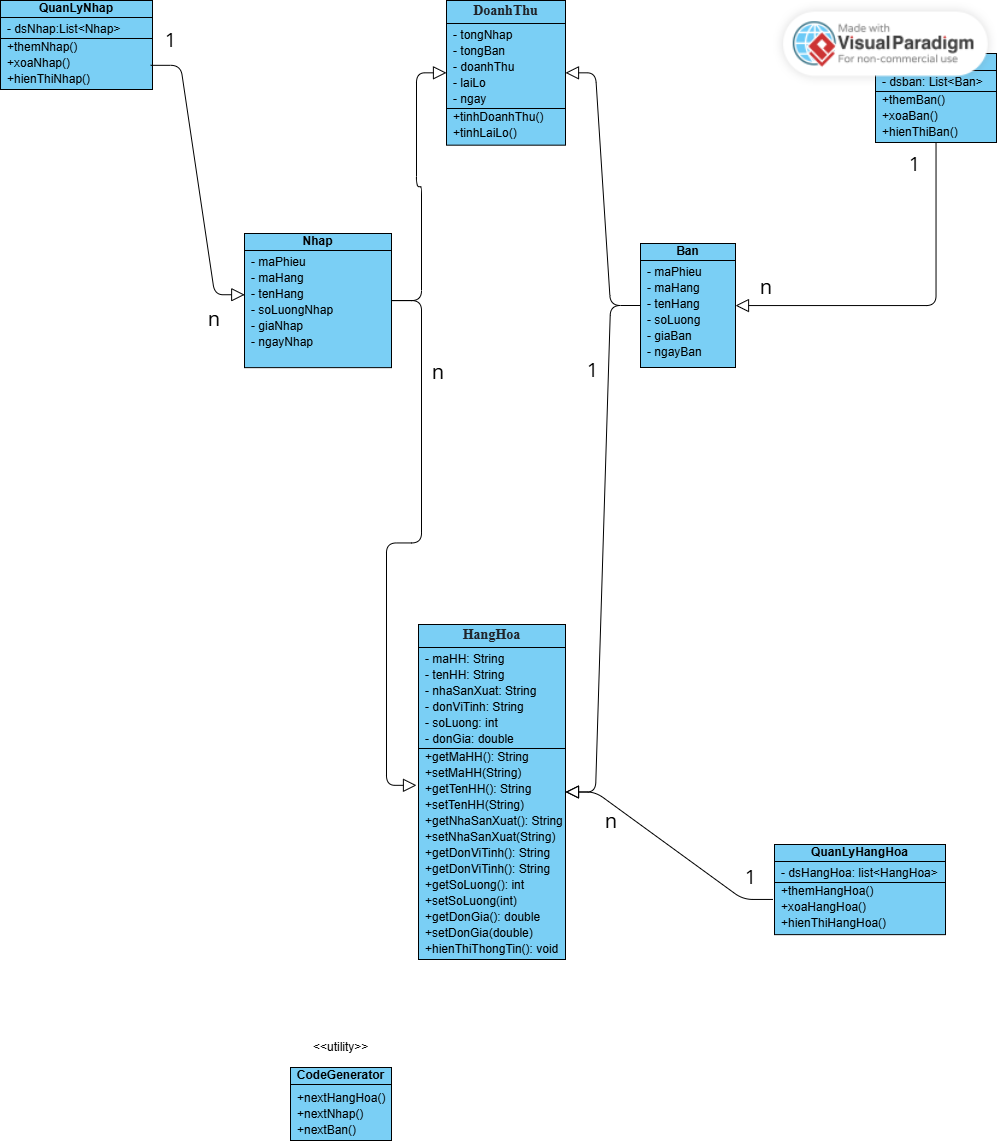 QuanLyNhap
- dsNhap:List<Nhap>
+themNhap()
+xoaNhap()
+hienThiNhap()
1
n
DoanhThu
- tongNhap
- tongBan
- doanhThu
- laiLo
- ngay
+tinhDoanhThu()
+tinhLaiLo()
Made with
VisualParadigm
For non-commercial use
- dsban: List<Ban>
+themBan()
+xoaBan()
+hienThiBan()
1
n
Nhap
- maPhieu
- maHang
- tenHang
- soLuongNhap
- giaNhap
- ngayNhap
n
Ban
- maPhieu
- maHang
- tenHang
- soLuong
- giaBan
- ngayBan
1
HangHoa
- maHH: String
- tenHH: String
- nhaSanXuat: String
- donViTinh: String
- soLuong: int
- donGia: double
+getMaHH(): String
+setMaHH(String)
+getTenHH(): String
+setTenHH(String)
+getNhaSanXuat(): String
+setNhaSanXuat(String)
+getDonViTinh(): String
+getDonViTinh(): String
+getSoLuong(): int
+setSoLuong(int)
+getDonGia(): double
+setDonGia(double)
+hienThiThongTin(): void
n
1
QuanLyHangHoa
- dsHangHoa: list<HangHoa>
+themHangHoa()
+xoaHangHoa()
+hienThiHangHoa()
<<utility>>
CodeGenerator
+nextHangHoa()
+nextNhap()
+nextBan()